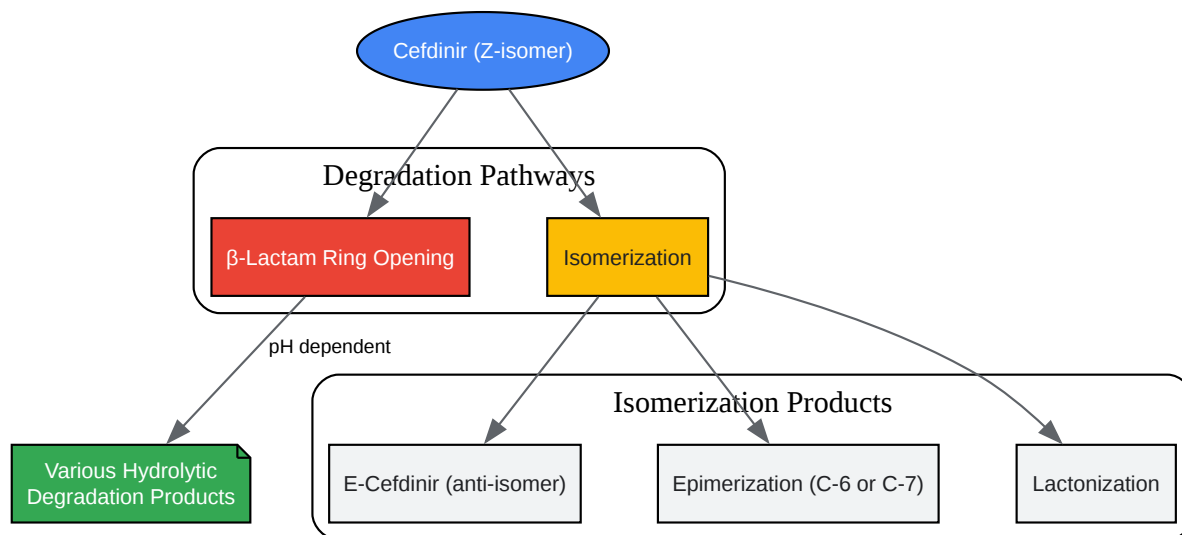 Cefdinir (Z-isomer)
Degradation Pathways
β-Lactam Ring Opening
Isomerization
pH dependent
Isomerization Products
Various Hydrolytic
Degradation Products
E-Cefdinir (anti-isomer)
Epimerization (C-6 or C-7)
Lactonization